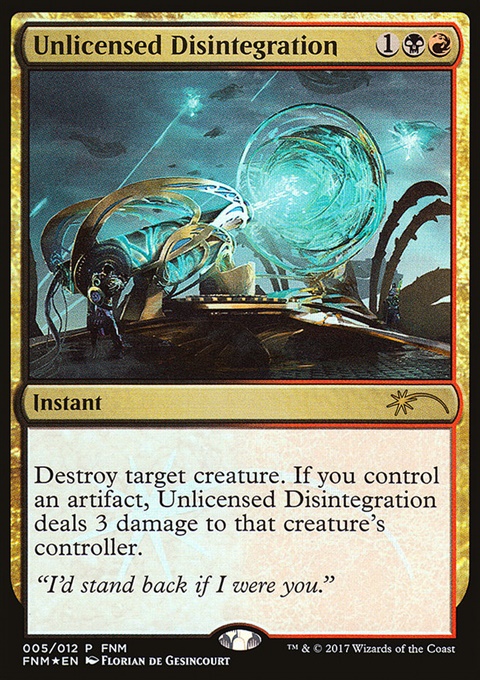 Unlicensed Disintegration 1
Instant
Destroy target creature. If you control
an artifact, Unlicensed Disintegration
deals 3 damage to that creature's
controller.
“I'd stand back if I were you.”
005/012 P FNM
FNM★EN Florian de Gesincourt
™ & © 2017 Wizards of the Coast